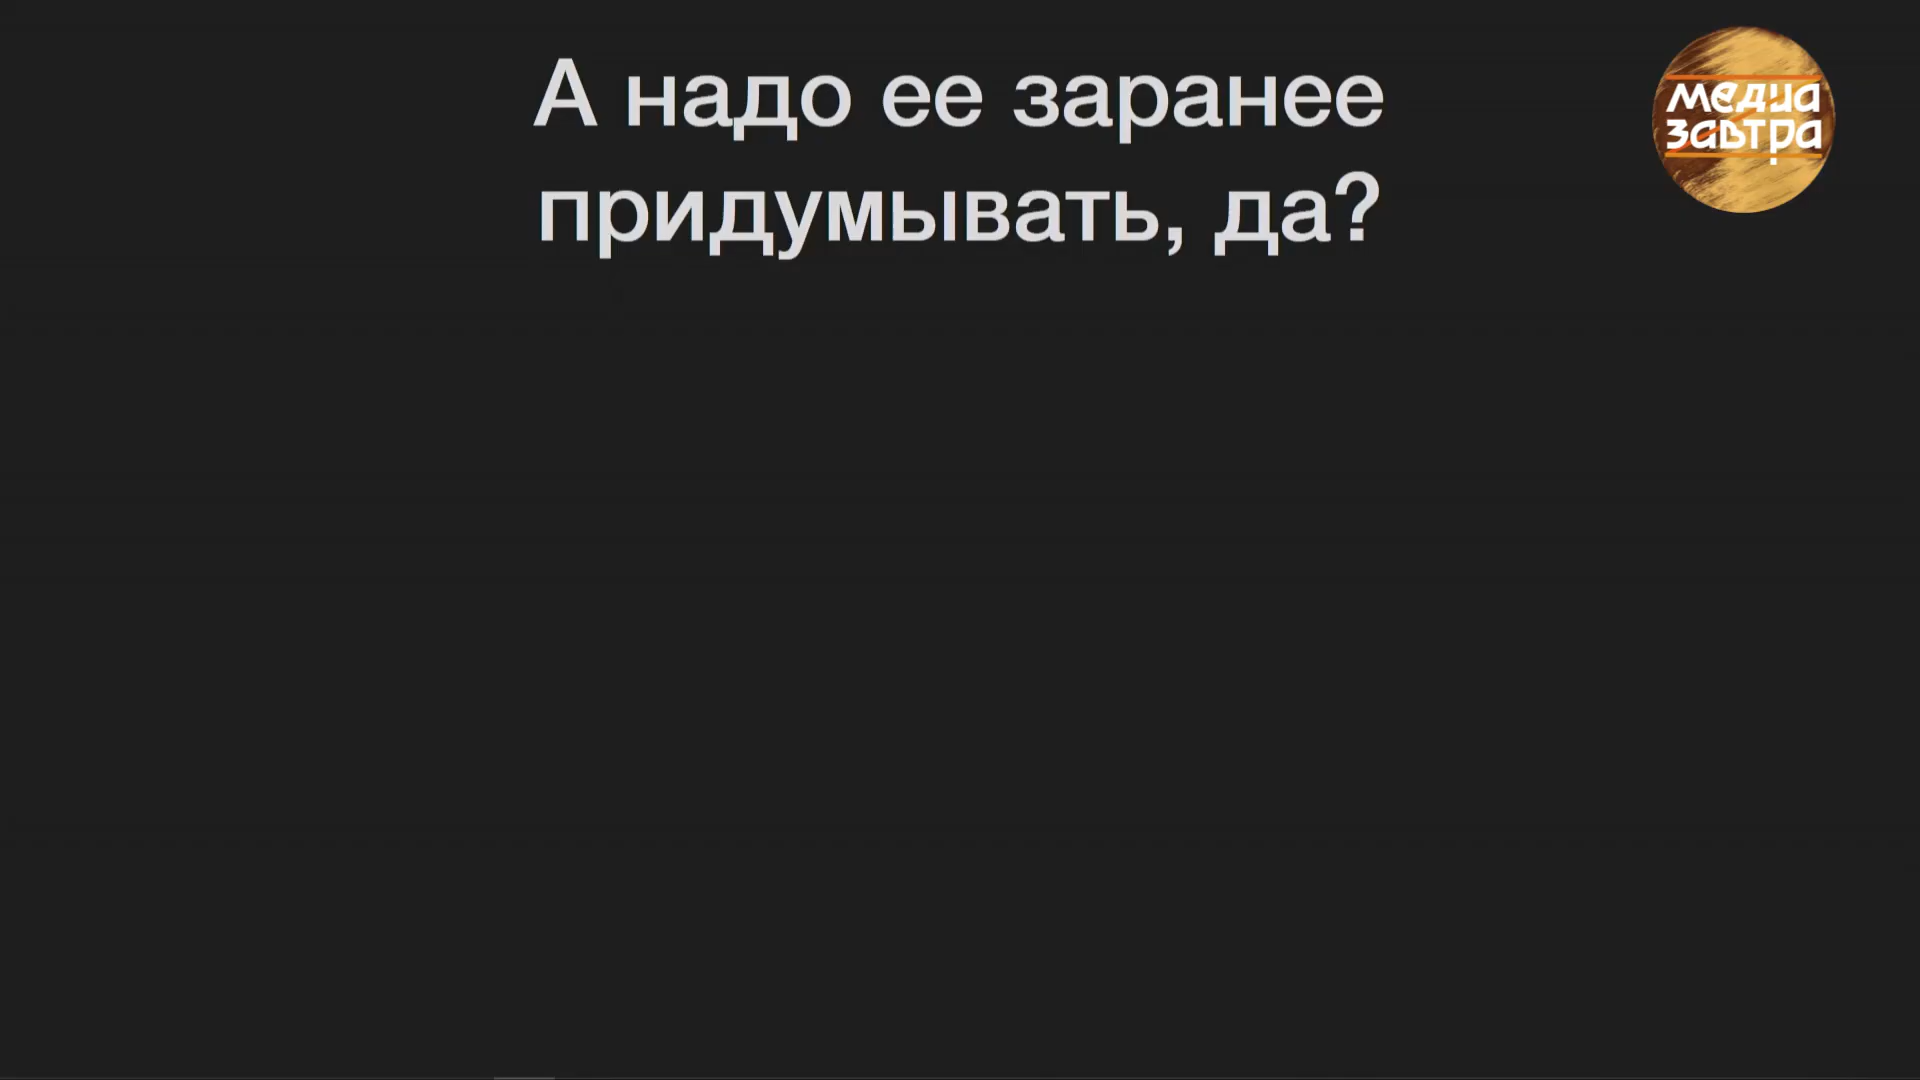 А надо ее заранее
придумывать, да?
медиа
завтра